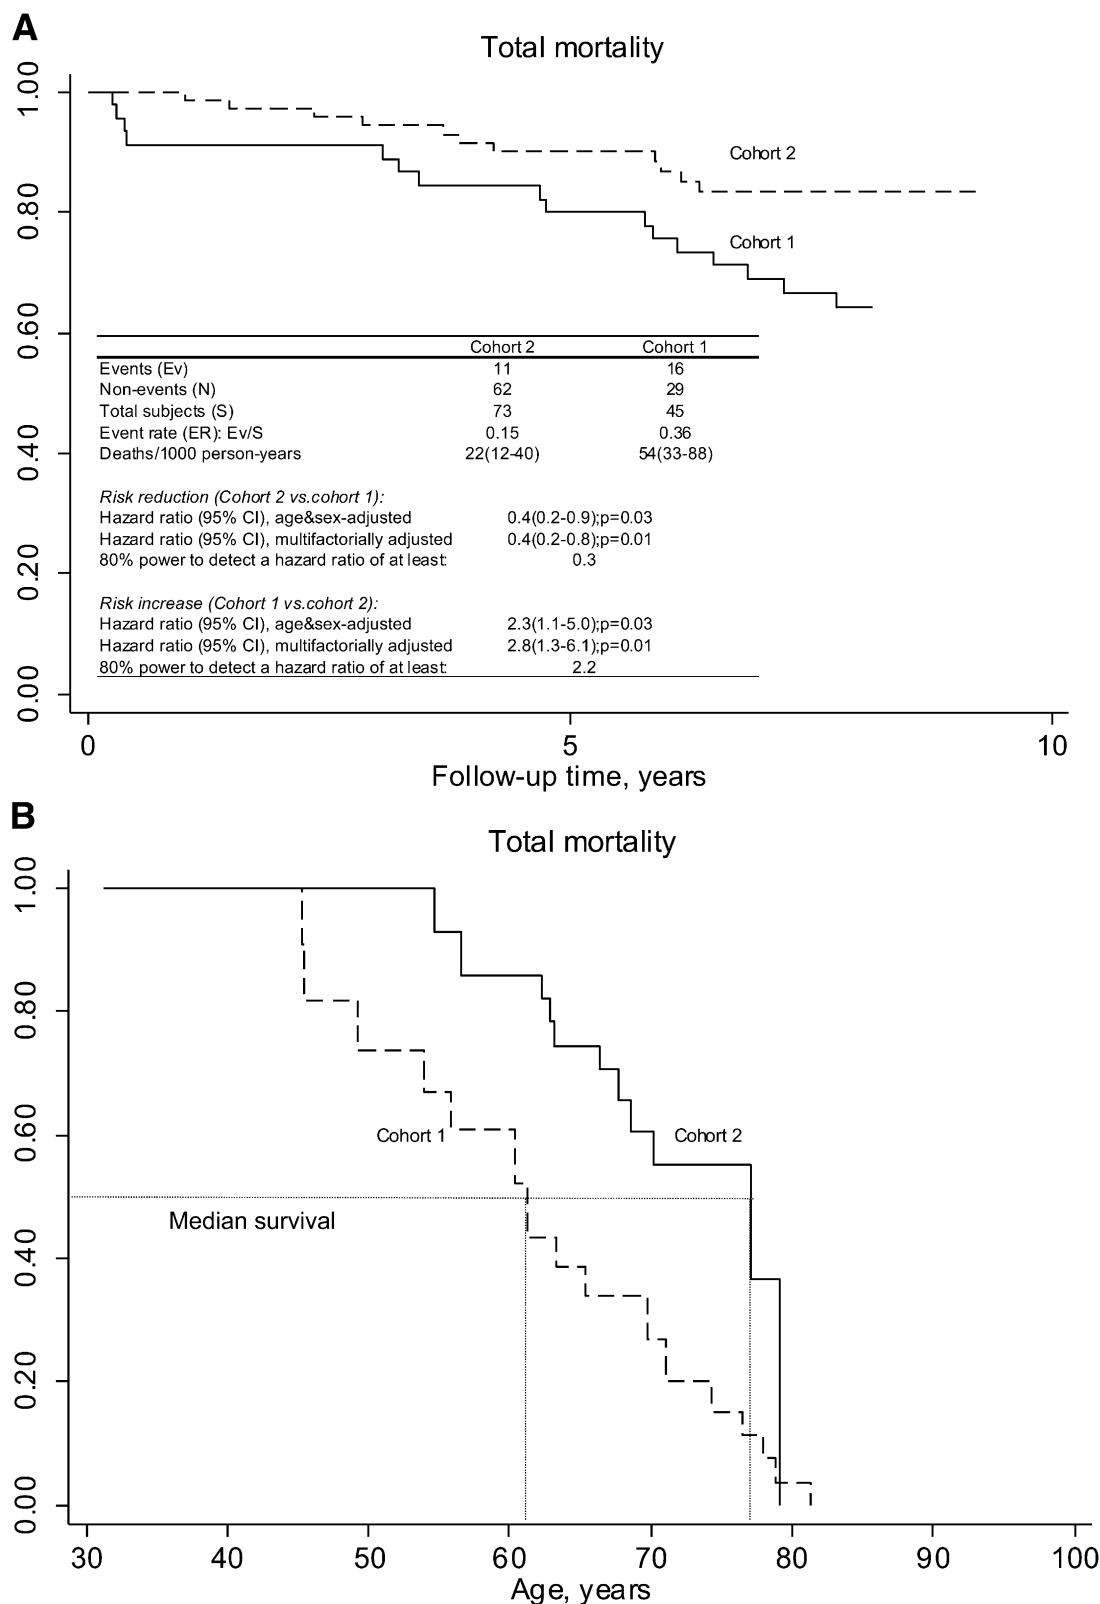 A
Total mortality
1.00
0.80
0.60
0.40
0.20
0.00
Cohort 2
Cohort 1
Cohort 2 Cohort 1
Events (Ev) 11 16
Non-events (N) 62 29
Total subjects (S) 73 45
Event rate (ER): Ev/S 0.15 0.36
Deaths/1000 person-years 22(12-40) 54(33-88)
Risk reduction (Cohort 2 vs.cohort 1):
Hazard ratio (95% CI), age&sex-adjusted 0.4(0.2-0.9);p=0.03
Hazard ratio (95% CI), multifactorially adjusted 0.4(0.2-0.8);p=0.01
80% power to detect a hazard ratio of at least: 0.3
Risk increase (Cohort 1 vs.cohort 2):
Hazard ratio (95% CI), age&sex-adjusted 2.3(1.1-5.0);p=0.03
Hazard ratio (95% CI), multifactorially adjusted 2.8(1.3-6.1);p=0.01
80% power to detect a hazard ratio of at least: 2.2
0 5 10
Follow-up time, years
B
Total mortality
1.00
0.80
0.60
0.40
0.20
0.00
Cohort 1
Cohort 2
Median survival
30 40 50 60 70 80 90 100
Age, years